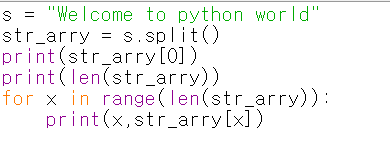 s = "Welcome to python world"
str_arry = s.split()
print(str_arry[0])
print(len(str_arry))
for x in range(len(str_arry)):
    print(x,str_arry[x])